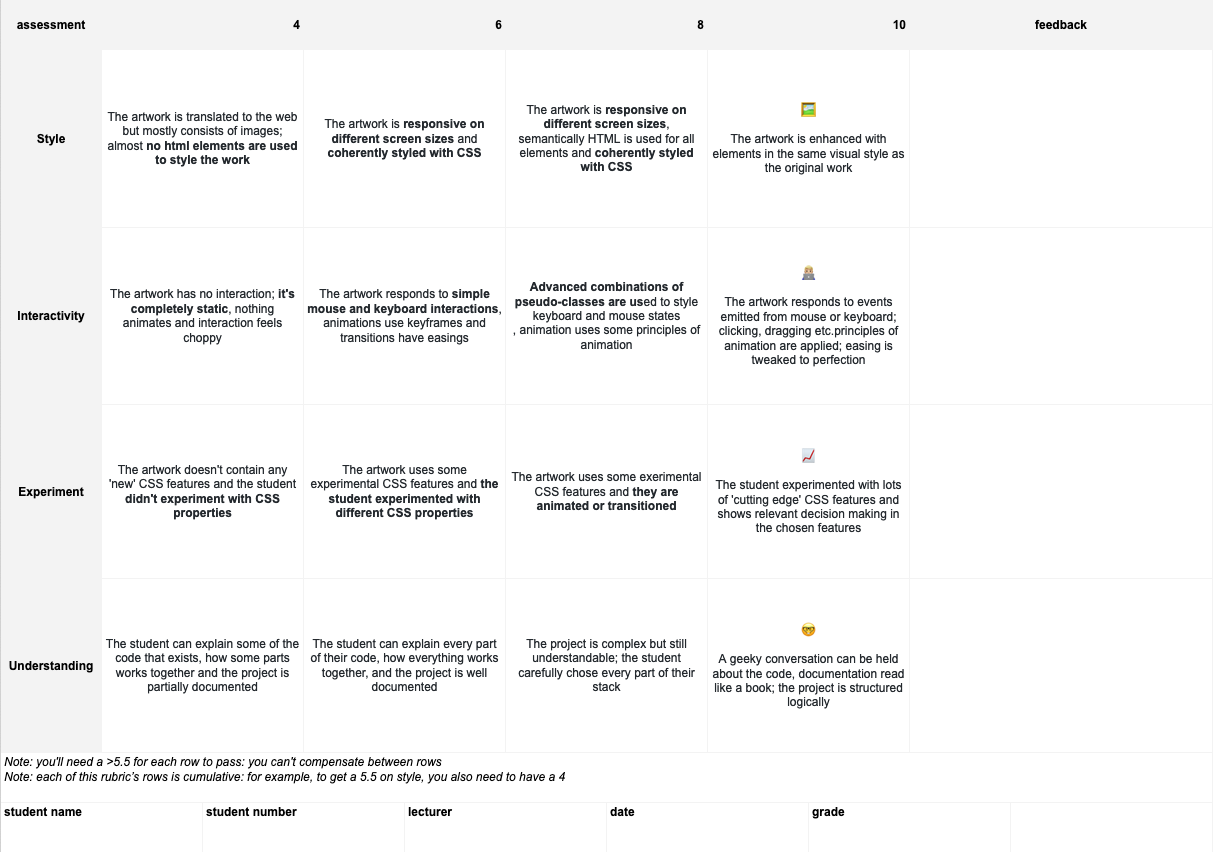 assessment 4 6 8 10 feedback
Style
The artwork is translated to the web
but mostly consists of images;
almost no html elements are used
to style the work
The artwork is responsive on
different screen sizes and
coherently styled with CSS
The artwork is responsive on
different screen sizes,
semantically HTML is used for all
elements and coherently styled
with CSS
🖼️
The artwork is enhanced with
elements in the same visual style as
the original work
Interactivity
The artwork has no interaction; it's
completely static, nothing
animates and interaction feels
choppy
The artwork responds to simple
mouse and keyboard interactions,
animations use keyframes and
transitions have easings
Advanced combinations of
pseudo-classes are used to style
keyboard and mouse states
, animation uses some principles of
animation
The artwork responds to events
emitted from mouse or keyboard;
clicking, dragging etc.principles of
animation are applied; easing is
tweaked to perfection
Experiment
The artwork doesn't contain any
'new' CSS features and the student
didn't experiment with CSS
properties
The artwork uses some
experimental CSS features and the
student experimented with
different CSS properties
The artwork uses some exerimental
CSS features and they are
animated or transitioned
📈
The student experimented with lots
of 'cutting edge' CSS features and
shows relevant decision making in
the chosen features
Understanding
The student can explain some of the
code that exists, how some parts
works together and the project is
partially documented
The student can explain every part
of their code, how everything works
together, and the project is well
documented
The project is complex but still
understandable; the student
carefully chose every part of their
stack
🤓
A geeky conversation can be held
about the code, documentation read
like a book; the project is structured
logically
Note: you'll need a >5.5 for each row to pass: you can't compensate between rows
Note: each of this rubric's rows is cumulative: for example, to get a 5.5 on style, you also need to have a 4
student name student number lecturer date grade